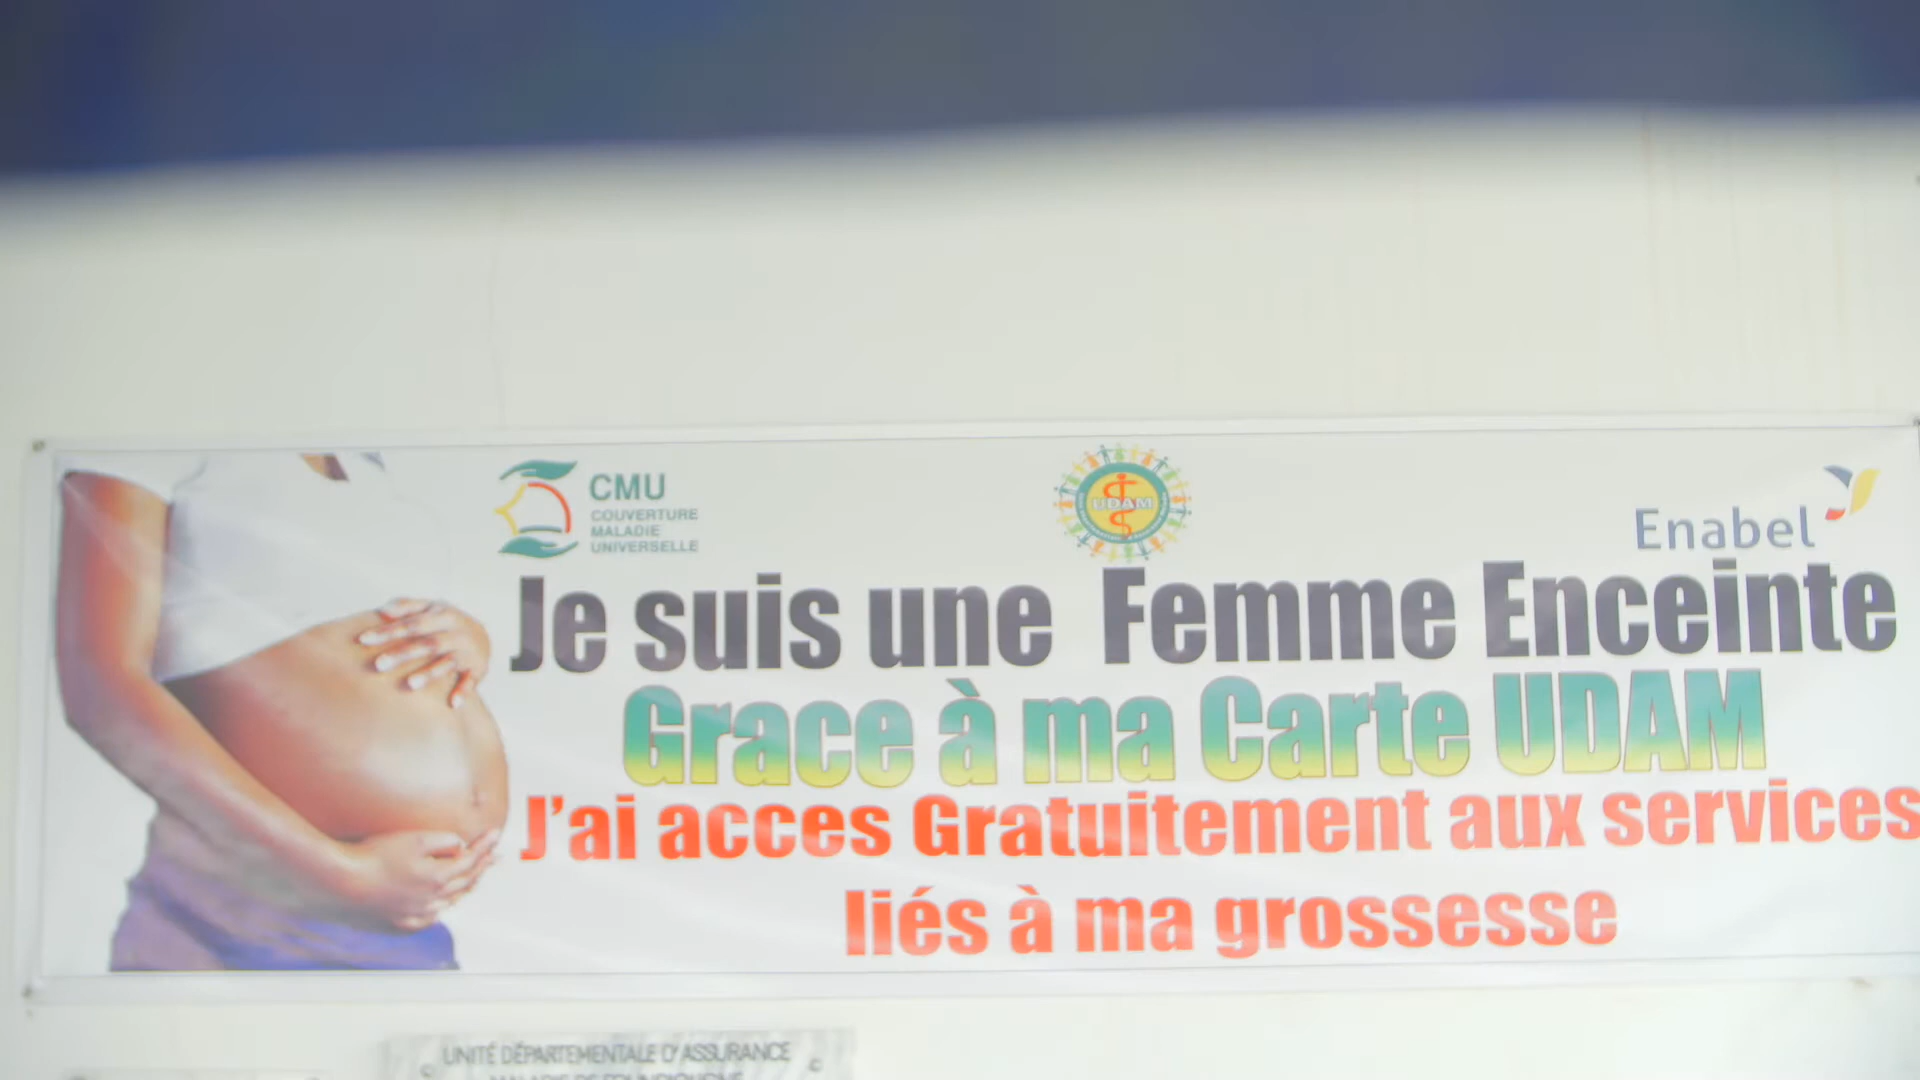 CMU
COUVERTURE
MALADIE
UNIVERSELLE
UDAM
Enabel
Je suis une Femme Enceinte
Grace à ma Carte UDAM
J'ai acces Gratuitement aux services
liés à ma grossesse
UNITÉ DÉPARTEMENTALE D'ASSURANCE